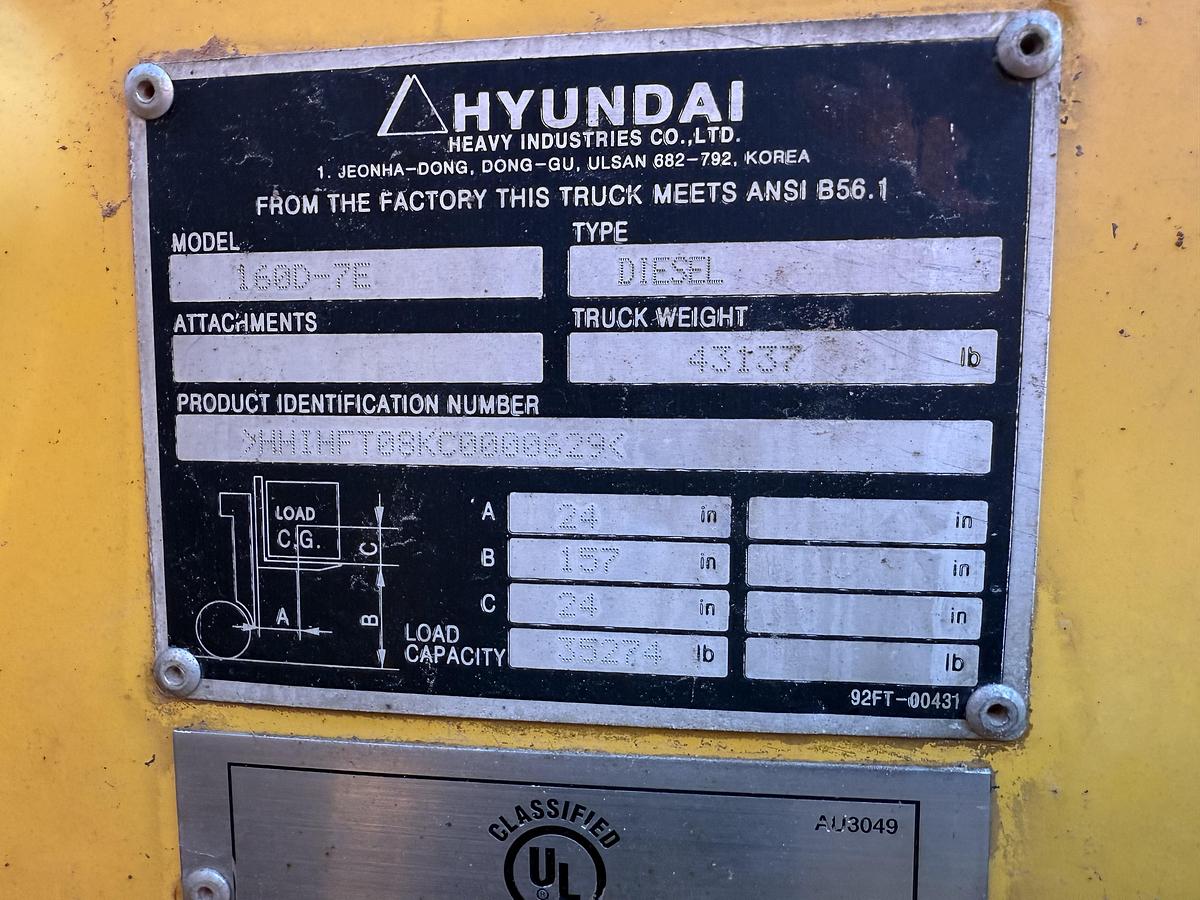 HYUNDAI
HEAVY INDUSTRIES CO.,LTD.
1. JEONHA-DONG, DONG-GU, ULSAN 682-792, KOREA
FROM THE FACTORY THIS TRUCK MEETS ANSI B56.1
MODEL TYPE
160D-7E DIESEL
ATTACHMENTS TRUCK WEIGHT
43137 lb
PRODUCT IDENTIFICATION NUMBER
>HHIHFT08KC0000629<
LOAD
C.G.
C
A
B
A 24 in in
B 157 in in
C 24 in in
LOAD
CAPACITY 35274 lb lb
92FT-00431
CLASSIFIED
AU3049
UL
®